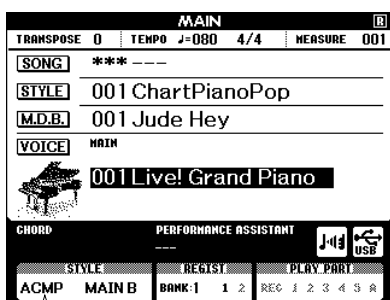 MAIN R
TRANSPOSE 0 TEMPO ♩=080 4/4 MEASURE 001
SONG *** ---
STYLE 001 ChartPianoPop
M.D.B. 001 Jude Hey
VOICE MAIN
001 Live! Grand Piano
CHORD PERFORMANCE ASSISTANT
---
USB
STYLE REGIST PLAY PART
ACMP MAIN B BANK:1 1 2 REC 1 2 3 4 5 A